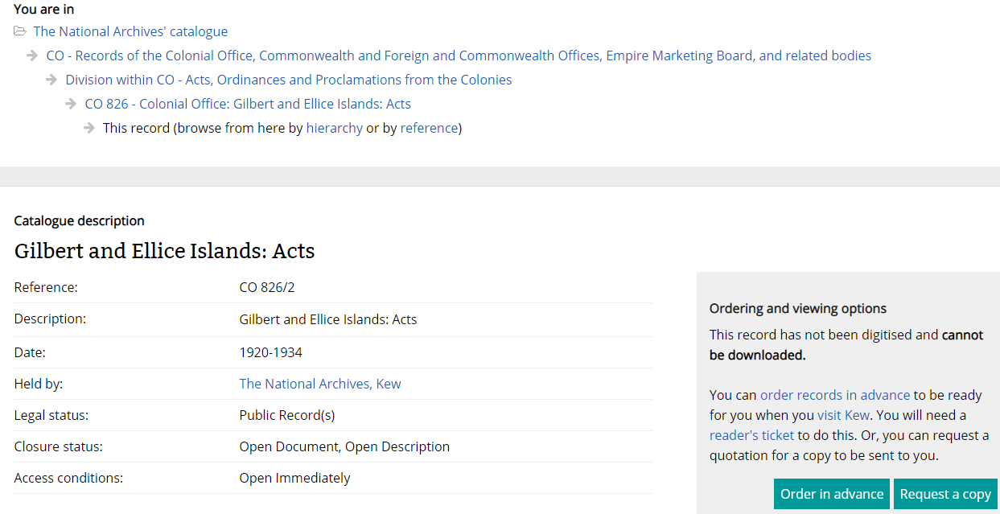 You are in
The National Archives' catalogue
CO - Records of the Colonial Office, Commonwealth and Foreign and Commonwealth Offices, Empire Marketing Board, and related bodies
Division within CO - Acts, Ordinances and Proclamations from the Colonies
CO 826 - Colonial Office: Gilbert and Ellice Islands: Acts
This record (browse from here by hierarchy or by reference)
Catalogue description
Gilbert and Ellice Islands: Acts
Reference: CO 826/2
Description: Gilbert and Ellice Islands: Acts
Date: 1920-1934
Held by: The National Archives, Kew
Legal status: Public Record(s)
Closure status: Open Document, Open Description
Access conditions: Open Immediately
Ordering and viewing options
This record has not been digitised and cannot
be downloaded.
You can order records in advance to be ready
for you when you visit Kew. You will need a
reader's ticket to do this. Or, you can request a
quotation for a copy to be sent to you.
Order in advance Request a copy